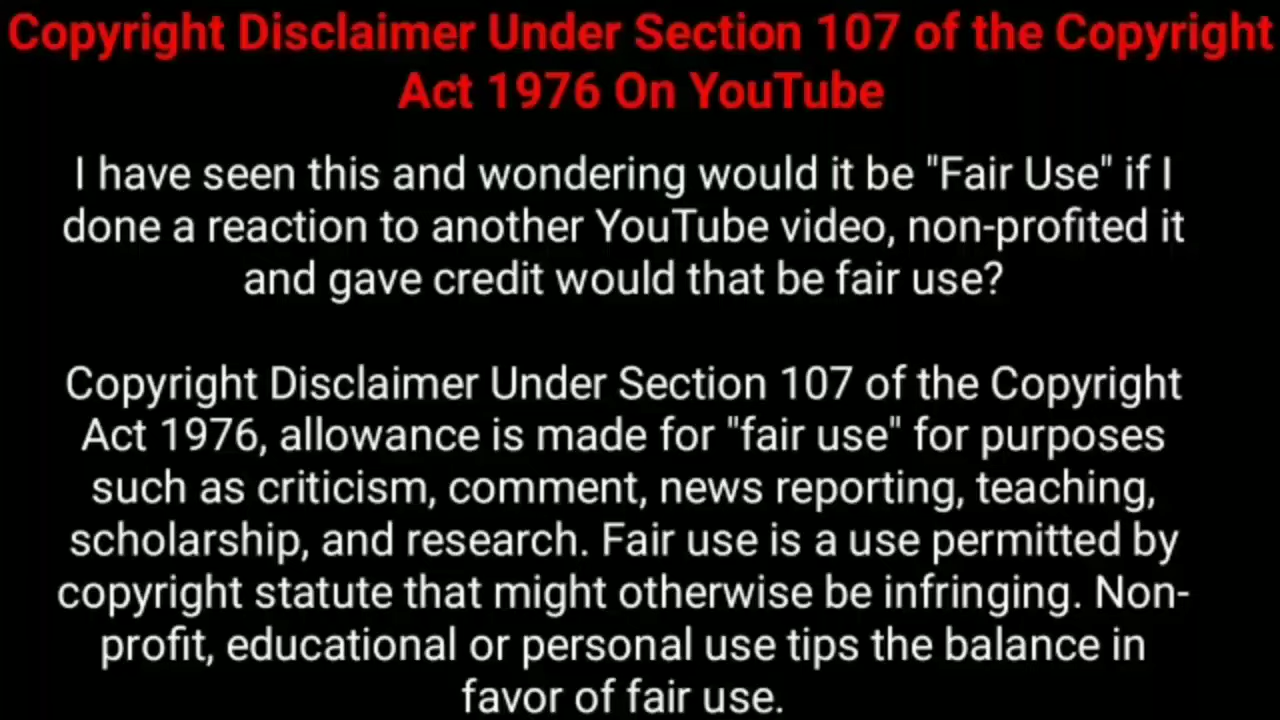 Copyright Disclaimer Under Section 107 of the Copyright
Act 1976 On YouTube
I have seen this and wondering would it be "Fair Use" if I
done a reaction to another YouTube video, non-profited it
and gave credit would that be fair use?
Copyright Disclaimer Under Section 107 of the Copyright
Act 1976, allowance is made for "fair use" for purposes
such as criticism, comment, news reporting, teaching,
scholarship, and research. Fair use is a use permitted by
copyright statute that might otherwise be infringing. Non-
profit, educational or personal use tips the balance in
favor of fair use.